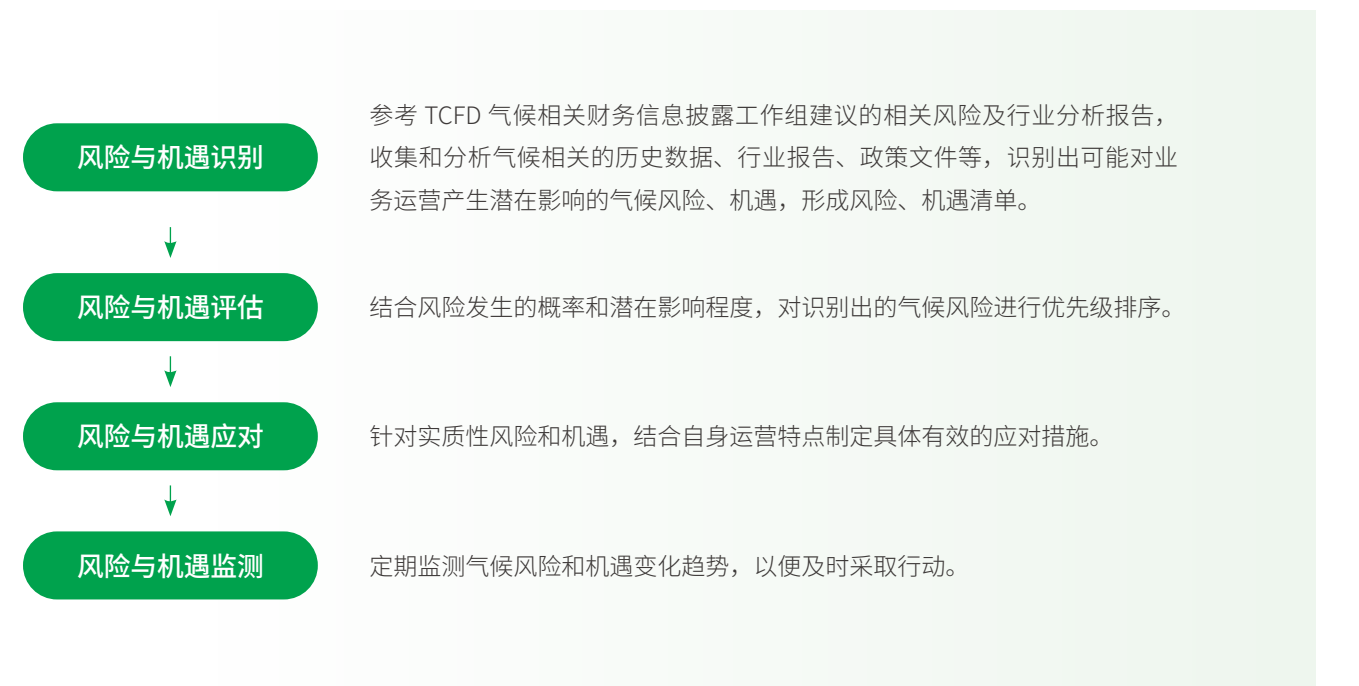 风险与机遇识别
参考 TCFD 气候相关财务信息披露工作组建议的相关风险及行业分析报告，
收集和分析气候相关的历史数据、行业报告、政策文件等，识别出可能对业
务运营产生潜在影响的气候风险、机遇，形成风险、机遇清单。
风险与机遇评估
结合风险发生的概率和潜在影响程度，对识别出的气候风险进行优先级排序。
风险与机遇应对
针对实质性风险和机遇，结合自身运营特点制定具体有效的应对措施。
风险与机遇监测
定期监测气候风险和机遇变化趋势，以便及时采取行动。